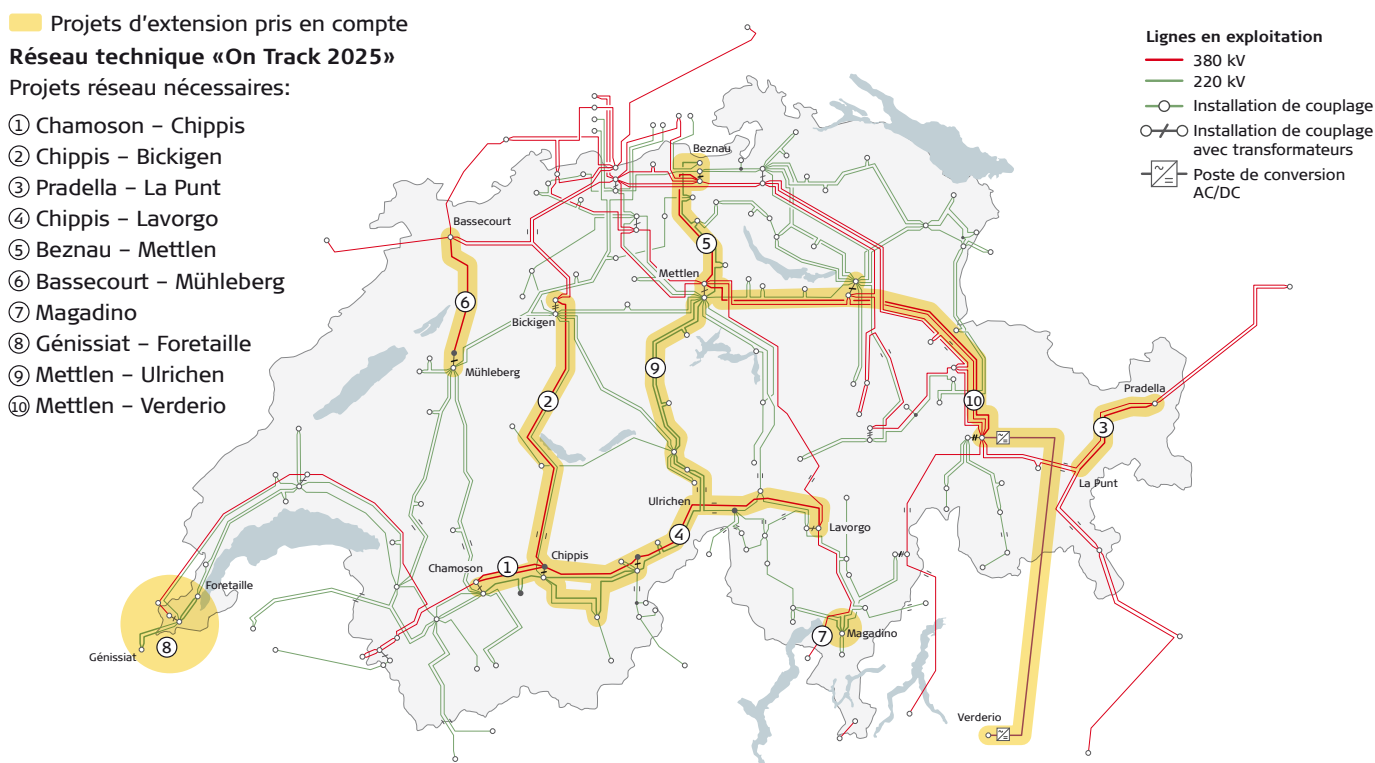 Projets d'extension pris en compte
Réseau technique «On Track 2025»
Projets réseau nécessaires:
① Chamoson – Chippis
② Chippis – Bickigen
③ Pradella – La Punt
④ Chippis – Lavorgo
⑤ Beznau – Mettlen
⑥ Bassecourt – Mühleberg
⑦ Magadino
⑧ Génissiat – Foretaille
⑨ Mettlen – Ulrichen
⑩ Mettlen – Verderio
Lignes en exploitation
380 kV
220 kV
Installation de couplage
Installation de couplage
avec transformateurs
Poste de conversion
AC/DC
Beznau
Bassecourt
5
Mettlen
6
Bickigen
Mühleberg
9
Pradella
2
10
3
La Punt
Ulrichen
Lavorgo
4
Chippis
Chamoson
1
Foretaille
7
Magadino
8
Génissiat
Verderio